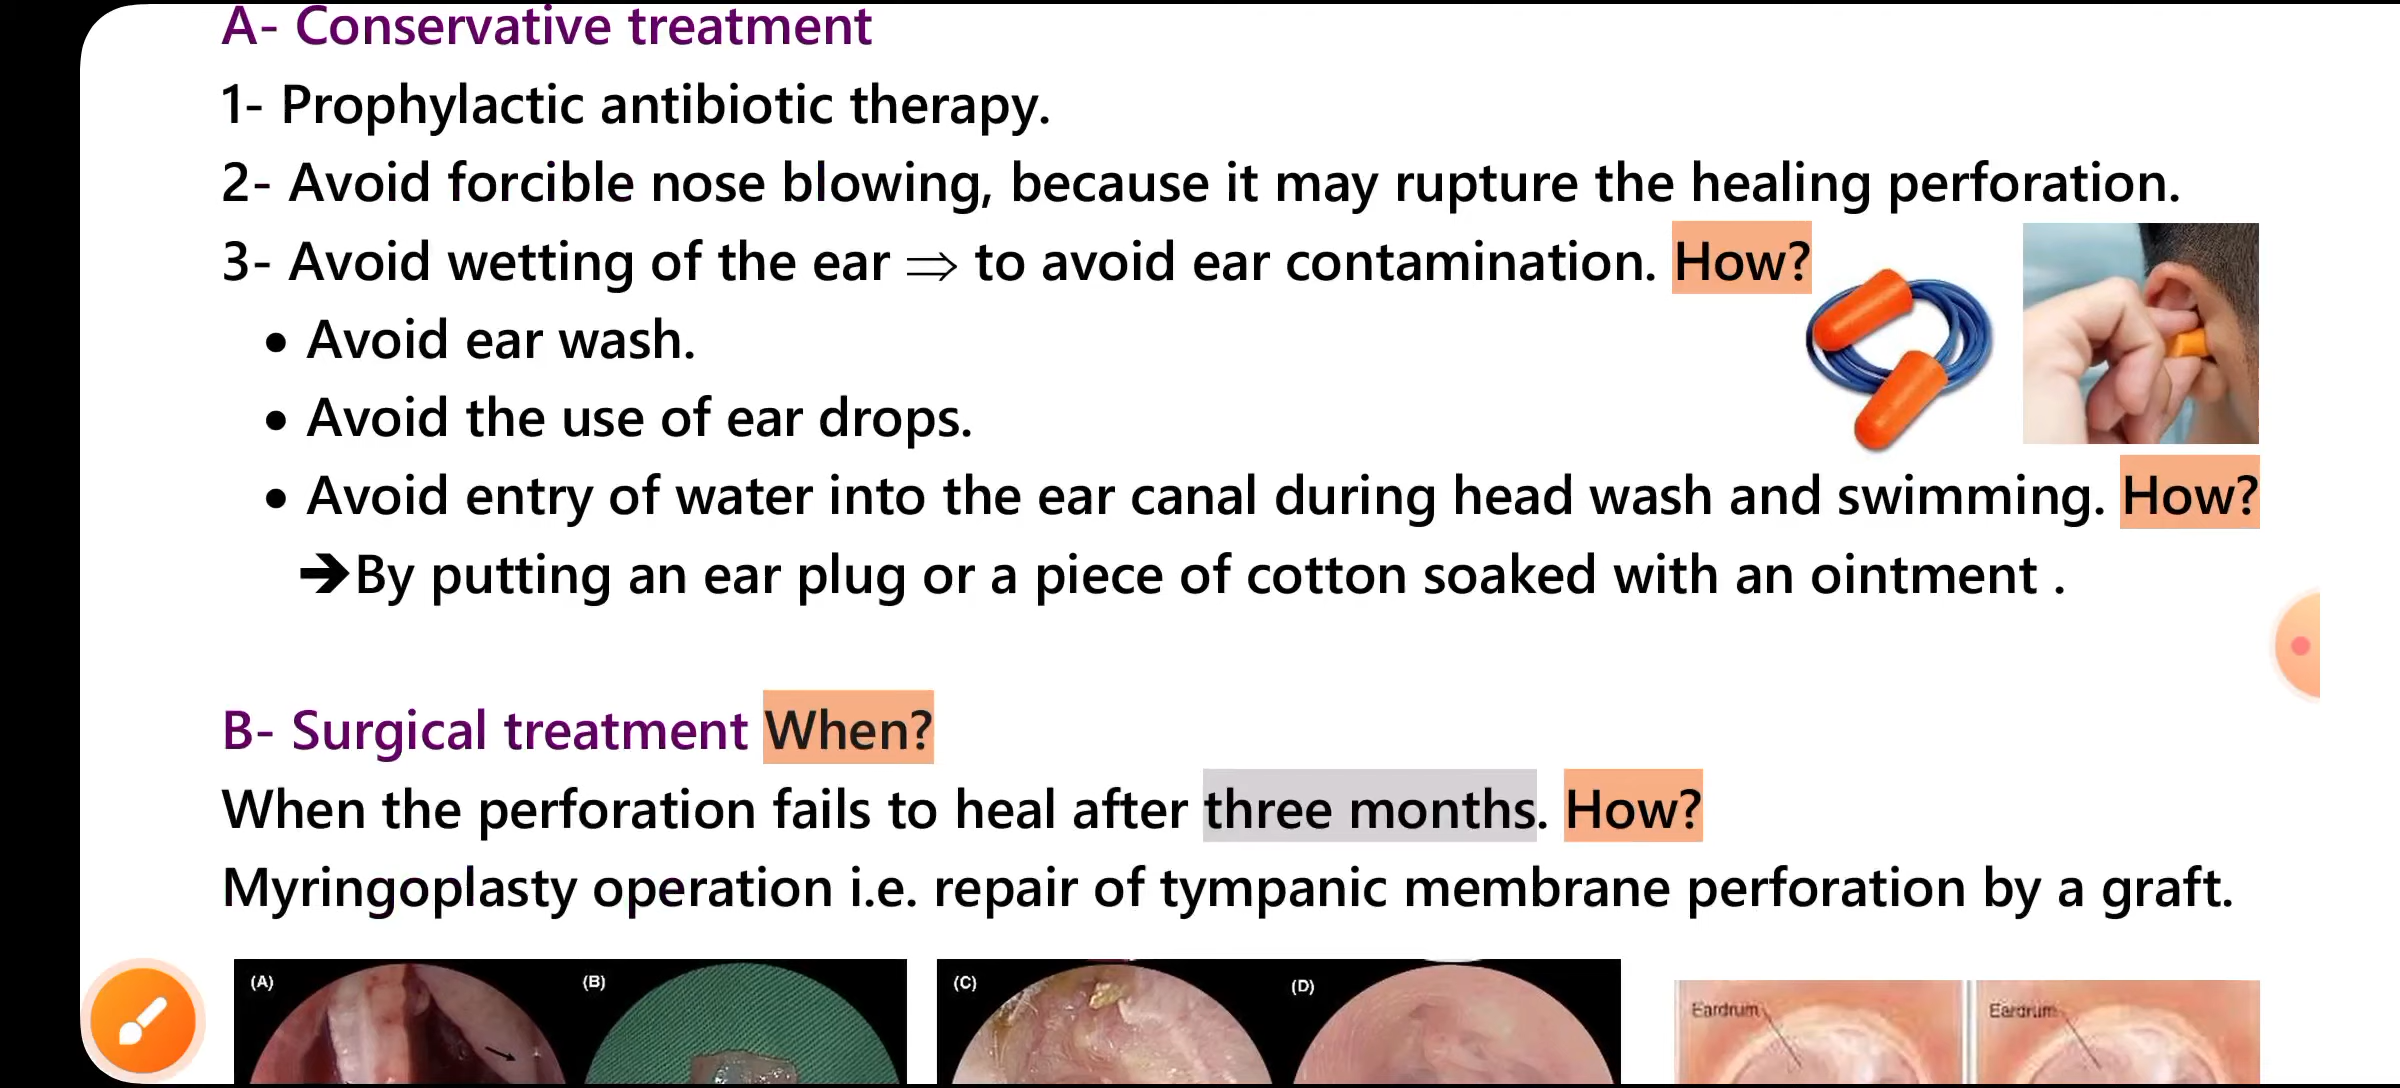 A- Conservative treatment
1- Prophylactic antibiotic therapy.
2- Avoid forcible nose blowing, because it may rupture the healing perforation.
3- Avoid wetting of the ear ⇒ to avoid ear contamination. How?
• Avoid ear wash.
• Avoid the use of ear drops.
• Avoid entry of water into the ear canal during head wash and swimming. How?
➔By putting an ear plug or a piece of cotton soaked with an ointment .
B- Surgical treatment When?
When the perforation fails to heal after three months. How?
Myringoplasty operation i.e. repair of tympanic membrane perforation by a graft.
(A) (B) (C) (D)
Eardrum Eardrum